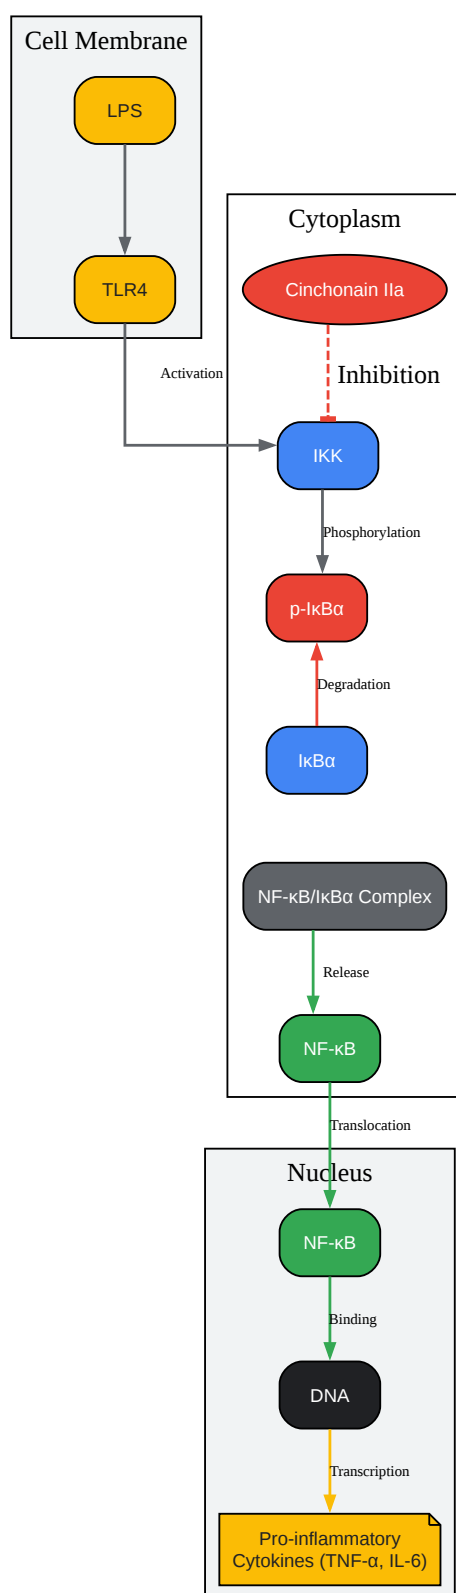 Cell Membrane
LPS
TLR4
Cytoplasm
Cinchonain IIa
Activation
Inhibition
IKK
Phosphorylation
p-IκBα
Degradation
IκBα
NF-κB/IκBα Complex
Release
NF-κB
Translocation
Nucleus
NF-κB
Binding
DNA
Transcription
Pro-inflammatory
Cytokines (TNF-α, IL-6)